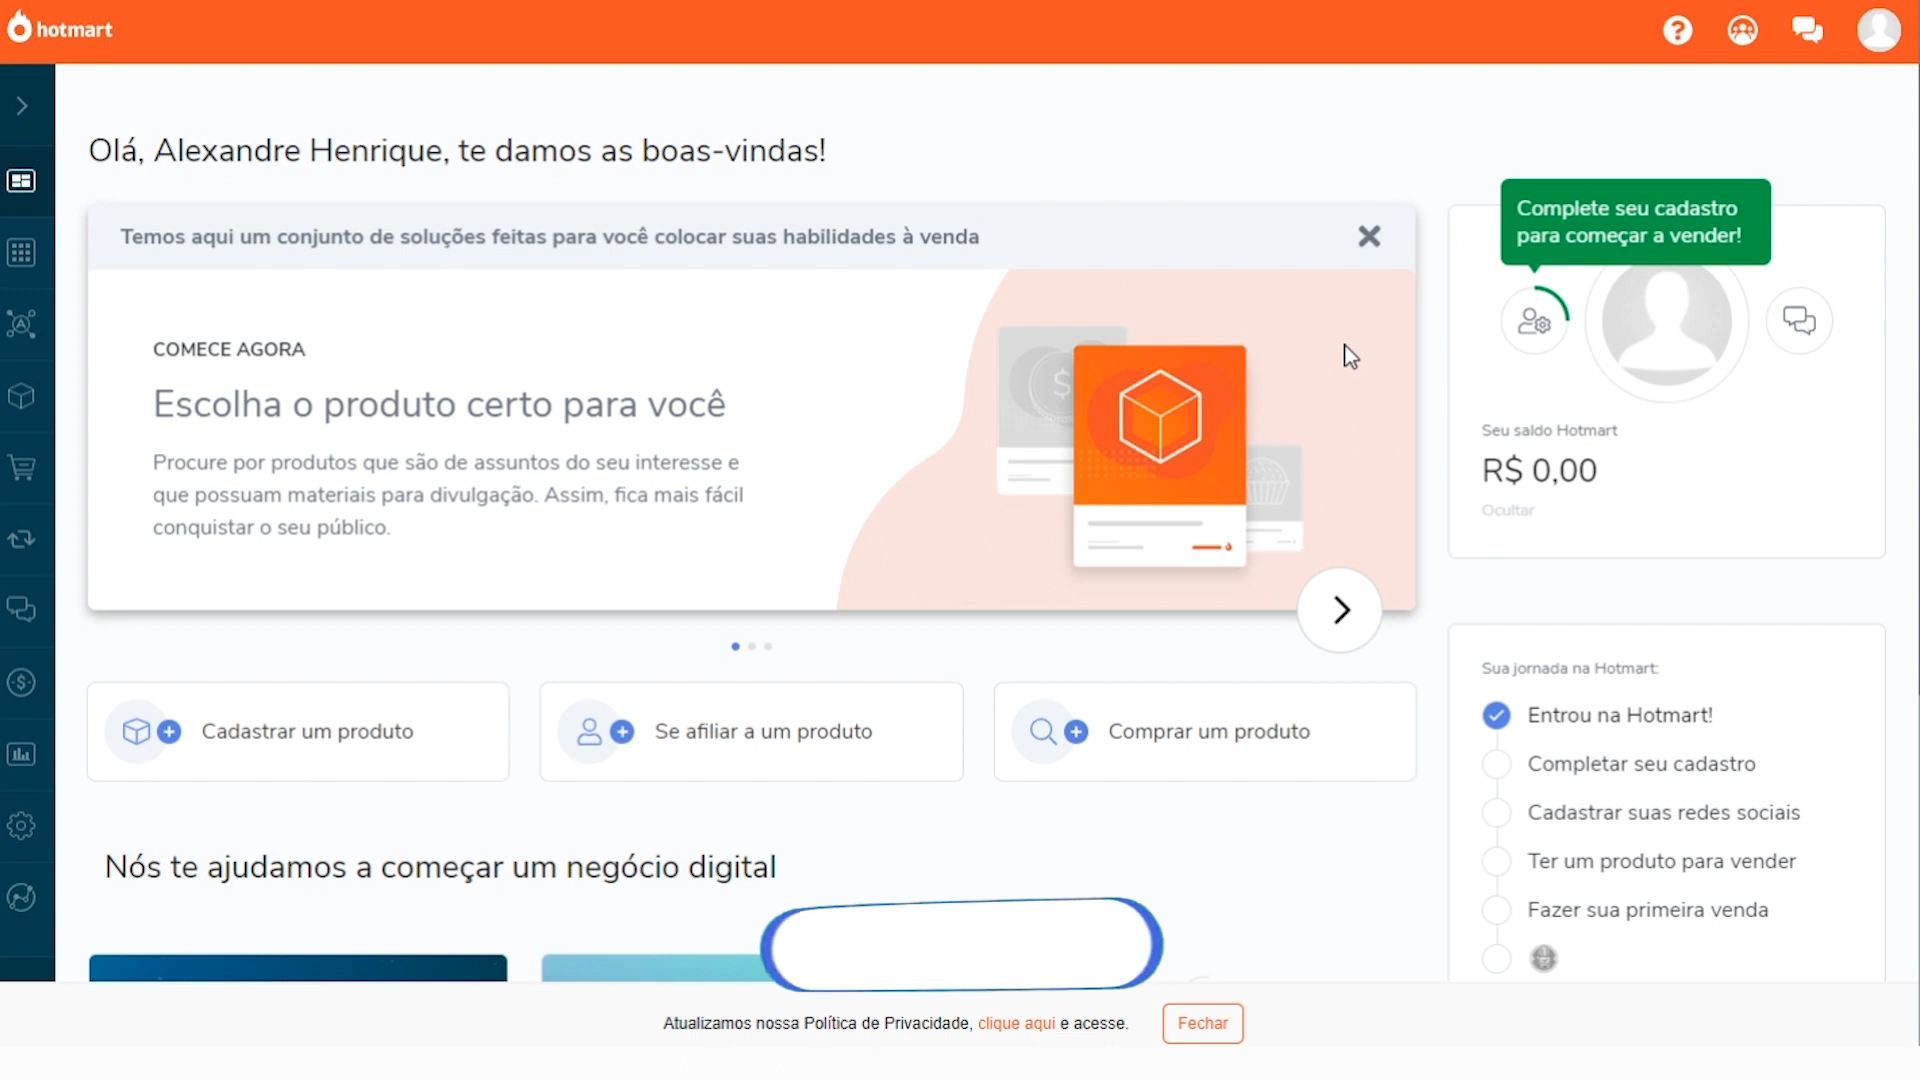 hotmart
Olá, Alexandre Henrique, te damos as boas-vindas!
Temos aqui um conjunto de soluções feitas para você colocar suas habilidades à venda
COMECE AGORA
Escolha o produto certo para você
Procure por produtos que são de assuntos do seu interesse e
que possuam materiais para divulgação. Assim, fica mais fácil
conquistar o seu público.
Cadastrar um produto
Se afiliar a um produto
Comprar um produto
Nós te ajudamos a começar um negócio digital
Complete seu cadastro
para começar a vender!
Seu saldo Hotmart
R$ 0,00
Ocultar
Sua jornada na Hotmart:
Entrou na Hotmart!
Completar seu cadastro
Cadastrar suas redes sociais
Ter um produto para vender
Fazer sua primeira venda
Atualizamos nossa Política de Privacidade, clique aqui e acesse.
Fechar